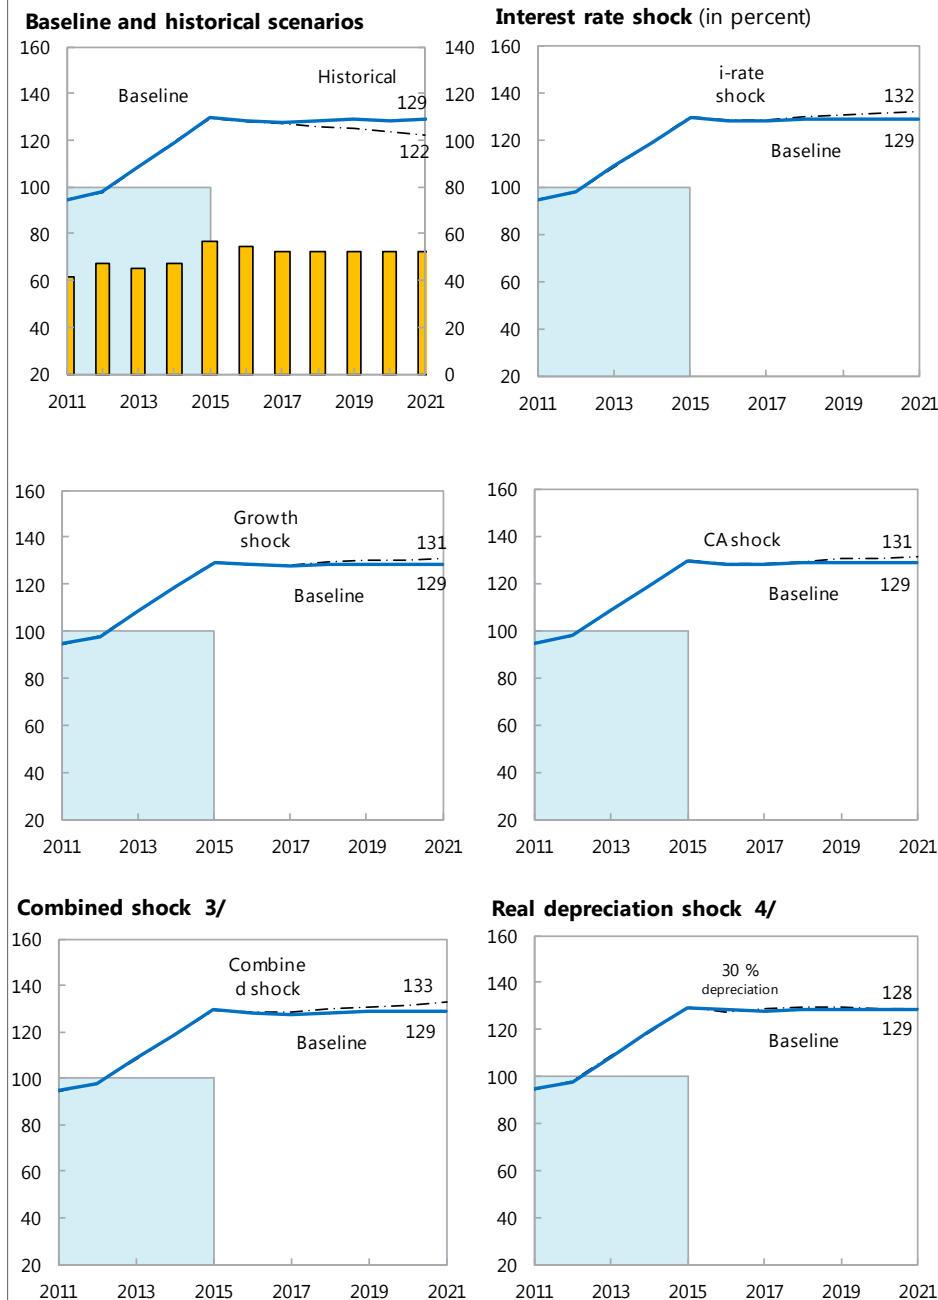 Baseline and historical scenarios
160
140
120
100
80
60
40
20
140
120
100
80
60
40
20
0
Baseline
Historical
129
122
2011 2013 2015 2017 2019 2021
Interest rate shock (in percent)
160
140
120
100
80
60
40
20
i-rate
shock
132
Baseline
129
2011 2013 2015 2017 2019 2021
160
140
120
100
80
60
40
20
Growth
shock
131
Baseline
129
2011 2013 2015 2017 2019 2021
160
140
120
100
80
60
40
20
CA shock
131
Baseline
129
2011 2013 2015 2017 2019 2021
Combined shock 3/
160
140
120
100
80
60
40
20
Combine
d shock
133
129
Baseline
2011 2013 2015 2017 2019 2021
Real depreciation shock 4/
160
140
120
100
80
60
40
20
30 %
depreciation
128
129
Baseline
2011 2013 2015 2017 2019 2021